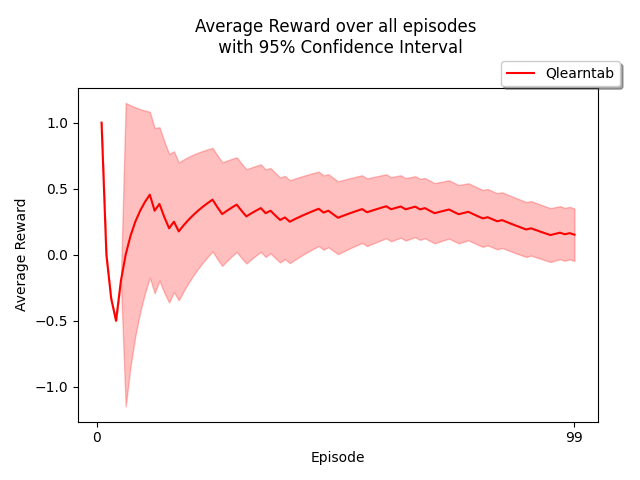 Average Reward over all episodes
with 95% Confidence Interval
Qlearntab
1.0
0.5
0.0
−0.5
−1.0
Average Reward
0
99
Episode